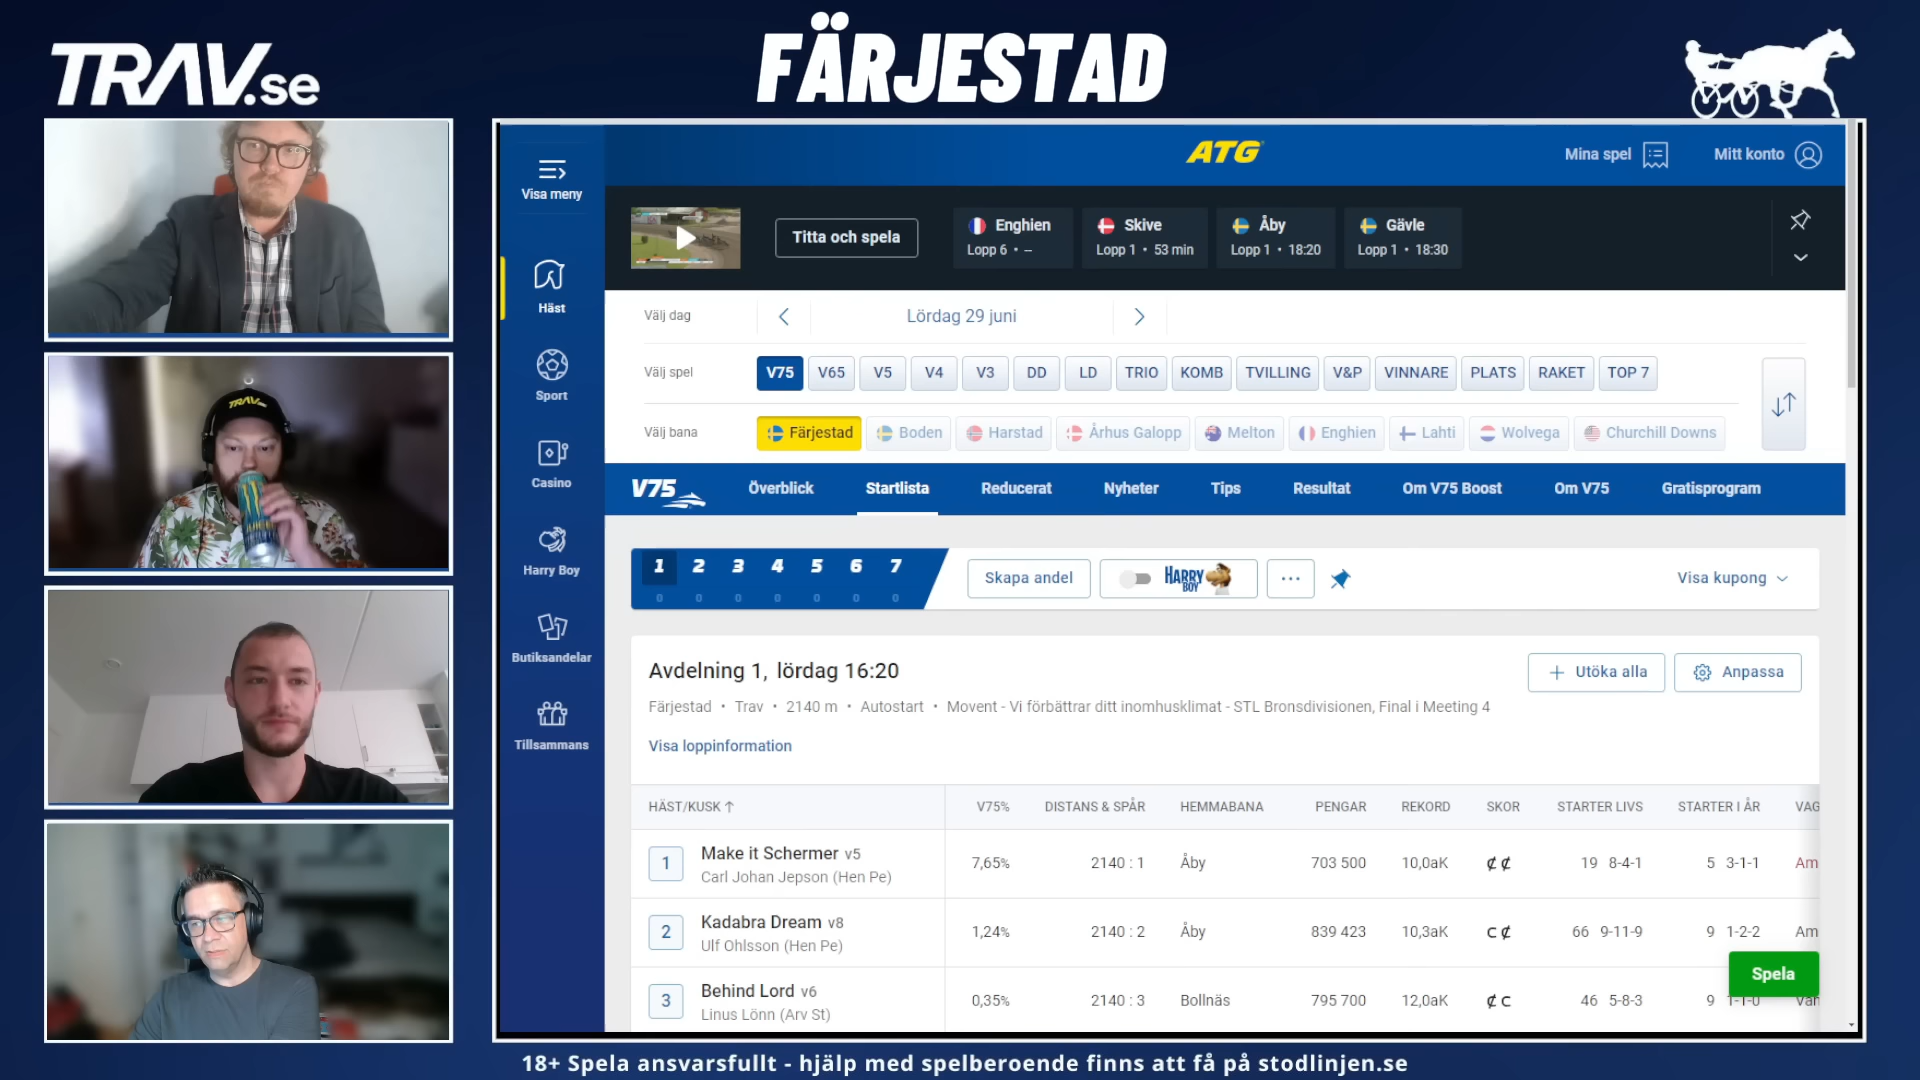 TRAV.se
FÄRJESTAD
TRAV.se
Visa meny
Häst
Sport
Casino
Harry Boy
Butiksandelar
Tillsammans
ATG
Mina spel
Mitt konto
Titta och spela
Enghien
Lopp 6 • --
Skive
Lopp 1 • 53 min
Åby
Lopp 1 • 18:20
Gävle
Lopp 1 • 18:30
Välj dag
Lördag 29 juni
Välj spel
V75 V65 V5 V4 V3 DD LD TRIO KOMB TVILLING V&P VINNARE PLATS RAKET TOP 7
Välj bana
Färjestad Boden Harstad Århus Galopp Melton Enghien Lahti Wolvega Churchill Downs
V75 Överblick Startlista Reducerat Nyheter Tips Resultat Om V75 Boost Om V75 Gratisprogram
1 2 3 4 5 6 7
0 0 0 0 0 0 0
Skapa andel
HARRY BOY
...
Visa kupong
Avdelning 1, lördag 16:20
+ Utöka alla
Anpassa
Färjestad • Trav • 2140 m • Autostart • Movent - Vi förbättrar ditt inomhusklimat - STL Bronsdivisionen, Final i Meeting 4
Visa loppinformation
HÄST/KUSK ↑ V75% DISTANS & SPÅR HEMMABANA PENGAR REKORD SKOR STARTER LIVS STARTER I ÅR VAG
1 Make it Schermer v5 7,65% 2140 : 1 Åby 703 500 10,0aK ȼ ȼ 19 8-4-1 5 3-1-1 Am
Carl Johan Jepson (Hen Pe)
2 Kadabra Dream v8 1,24% 2140 : 2 Åby 839 423 10,3aK c ȼ 66 9-11-9 9 1-2-2 Am
Ulf Ohlsson (Hen Pe)
3 Behind Lord v6 0,35% 2140 : 3 Bollnäs 795 700 12,0aK ȼ c 46 5-8-3 9 1-1-0 Van
Linus Lönn (Arv St)
Spela
18+ Spela ansvarsfullt - hjälp med spelberoende finns att få på stodlinjen.se